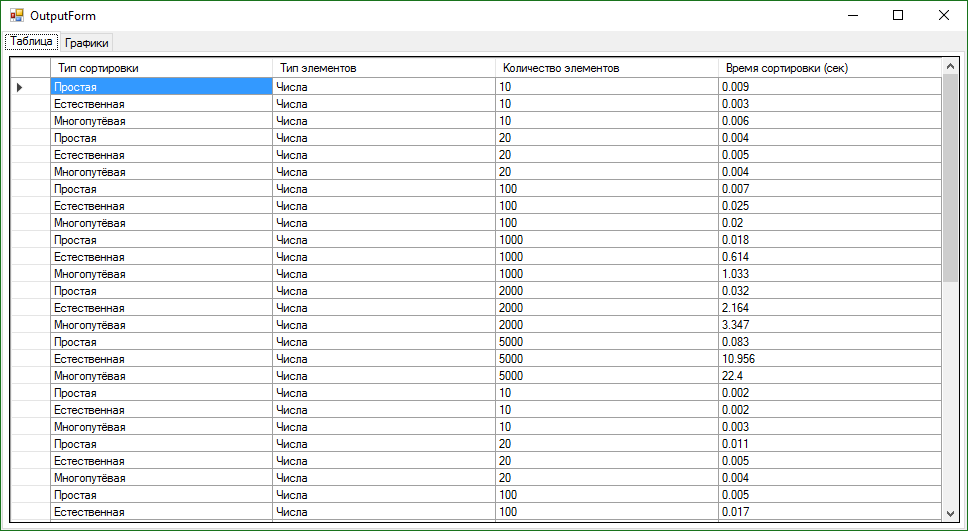 OutputForm
Таблица Графики
Тип сортировки Тип элементов Количество элементов Время сортировки (сек)
Простая Числа 10 0.009
Естественная Числа 10 0.003
Многопутёвая Числа 10 0.006
Простая Числа 20 0.004
Естественная Числа 20 0.005
Многопутёвая Числа 20 0.004
Простая Числа 100 0.007
Естественная Числа 100 0.025
Многопутёвая Числа 100 0.02
Простая Числа 1000 0.018
Естественная Числа 1000 0.614
Многопутёвая Числа 1000 1.033
Простая Числа 2000 0.032
Естественная Числа 2000 2.164
Многопутёвая Числа 2000 3.347
Простая Числа 5000 0.083
Естественная Числа 5000 10.956
Многопутёвая Числа 5000 22.4
Простая Числа 10 0.002
Естественная Числа 10 0.002
Многопутёвая Числа 10 0.003
Простая Числа 20 0.011
Естественная Числа 20 0.005
Многопутёвая Числа 20 0.004
Простая Числа 100 0.005
Естественная Числа 100 0.017